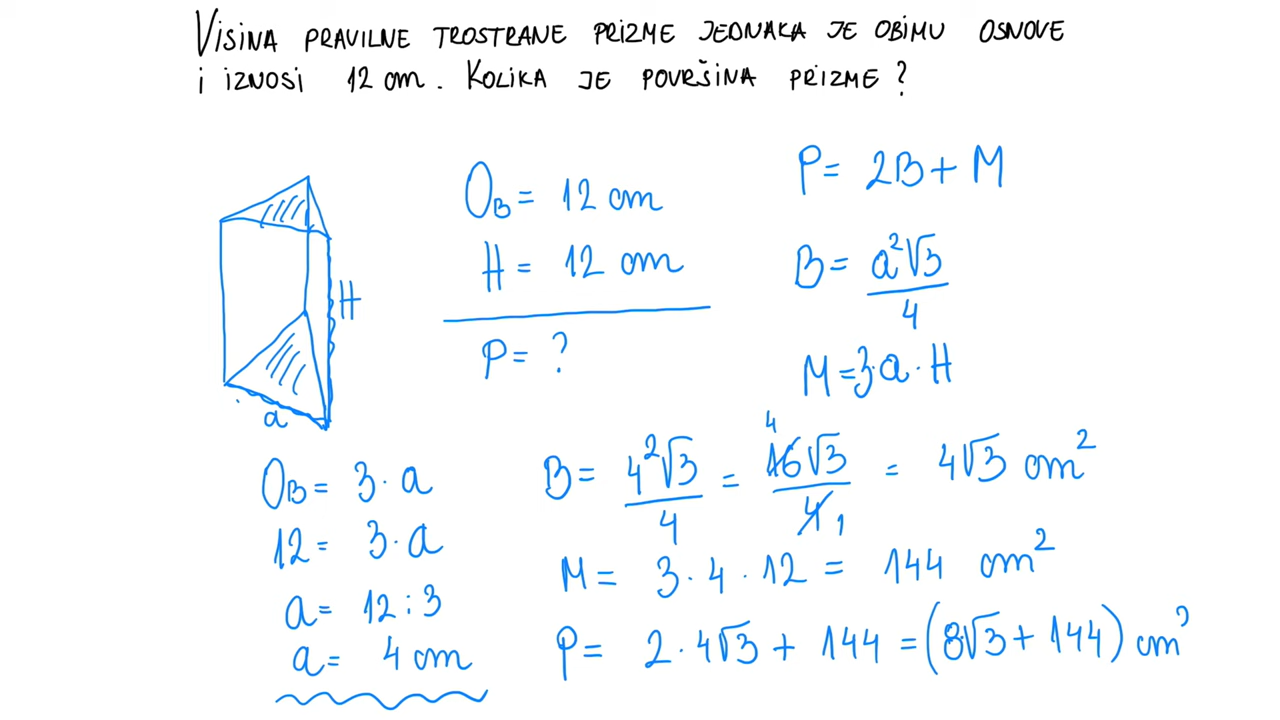 VISINA PRAVILNE TROSTRANE PRIZME JEDNAKA JE OBIMU OSNOVE
I IZNOSI 12 cm. KOLIKA JE POVRŠINA PRIZME?
H
a
O_B = 12 cm
H = 12 cm
P = ?
P = 2B + M
B = a²√3/4
M = 3·a·H
O_B = 3·a
12 = 3·a
a = 12 : 3
a = 4 cm
B = 4²√3/4 = 4 16√3/4 1 = 4√3 cm²
M = 3·4·12 = 144 cm²
P = 2·4√3 + 144 = (8√3 + 144) cm²